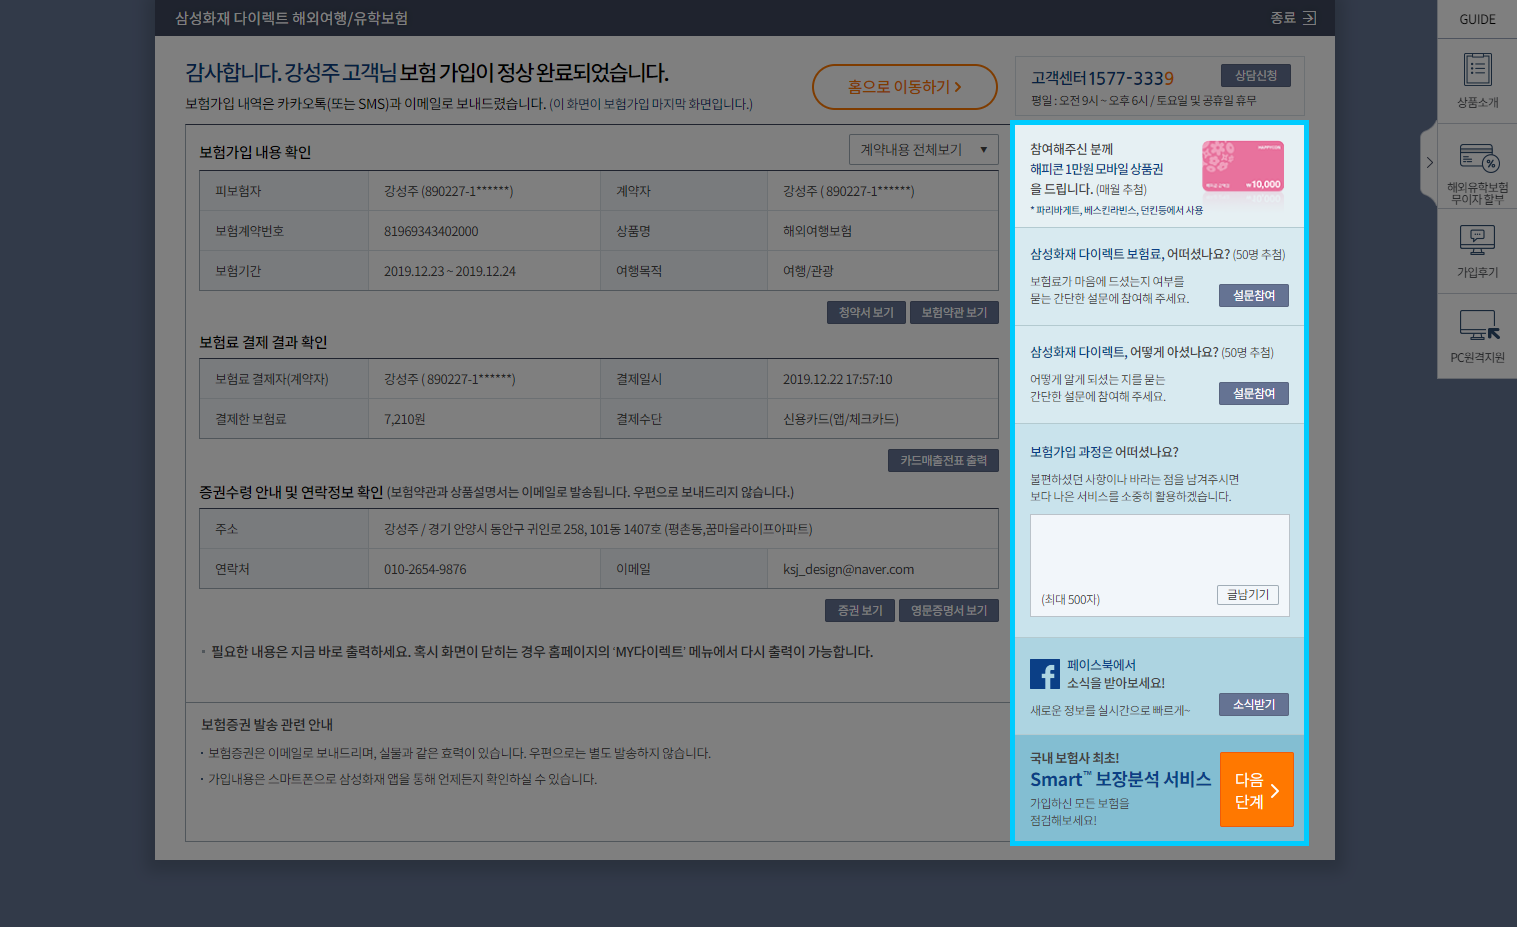 삼성화재 다이렉트 해외여행/유학보험
종료
감사합니다. 강성주 고객님 보험 가입이 정상 완료되었습니다.
보험가입 내역은 카카오톡(또는 SMS)과 이메일로 보내드렸습니다. (이 화면이 보험가입 마지막 화면입니다.)
홈으로 이동하기 >
고객센터 1577-3339
상담신청
평일 : 오전 9시 ~ 오후 6시 / 토요일 및 공휴일 휴무
보험가입 내용 확인
계약내용 전체보기 ▼
피보험자 강성주 (890227-1******) 계약자 강성주 ( 890227-1******)
보험계약번호 81969343402000 상품명 해외여행보험
보험기간 2019.12.23 ~ 2019.12.24 여행목적 여행/관광
청약서 보기 보험약관 보기
보험료 결제 결과 확인
보험료 결제자(계약자) 강성주 ( 890227-1******) 결제일시 2019.12.22 17:57:10
결제한 보험료 7,210원 결제수단 신용카드(앱/체크카드)
카드매출전표 출력
증권수령 안내 및 연락정보 확인 (보험약관과 상품설명서는 이메일로 발송됩니다. 우편으로 보내드리지 않습니다.)
주소 강성주 / 경기 안양시 동안구 귀인로 258, 101동 1407호 (평촌동,꿈마을라이프아파트)
연락처 010-2654-9876 이메일 ksj_design@naver.com
증권 보기 영문증명서 보기
필요한 내용은 지금 바로 출력하세요. 혹시 화면이 닫히는 경우 홈페이지의 ‘MY다이렉트’ 메뉴에서 다시 출력이 가능합니다.
보험증권 발송 관련 안내
· 보험증권은 이메일로 보내드리며, 실물과 같은 효력이 있습니다. 우편으로는 별도 발송하지 않습니다.
· 가입내용은 스마트폰으로 삼성화재 앱을 통해 언제든지 확인하실 수 있습니다.
참여해주신 분께
해피콘 1만원 모바일 상품권
을 드립니다. (매월 추첨)
* 파리바게트, 베스킨라빈스, 던킨등에서 사용
₩10,000
삼성화재 다이렉트 보험료, 어떠셨나요? (50명 추첨)
보험료가 마음에 드셨는지 여부를
묻는 간단한 설문에 참여해 주세요.
설문참여
삼성화재 다이렉트, 어떻게 아셨나요? (50명 추첨)
어떻게 알게 되셨는 지를 묻는
간단한 설문에 참여해 주세요.
설문참여
보험가입 과정은 어떠셨나요?
불편하셨던 사항이나 바라는 점을 남겨주시면
보다 나은 서비스를 소중히 활용하겠습니다.
(최대 500자)
글남기기
페이스북에서
소식을 받아보세요!
새로운 정보를 실시간으로 빠르게~
소식받기
국내 보험사 최초!
Smart™ 보장분석 서비스
가입하신 모든 보험을
점검해보세요!
다음
단계
GUIDE
상품소개
해외유학보험
무이자 할부
가입후기
PC원격지원